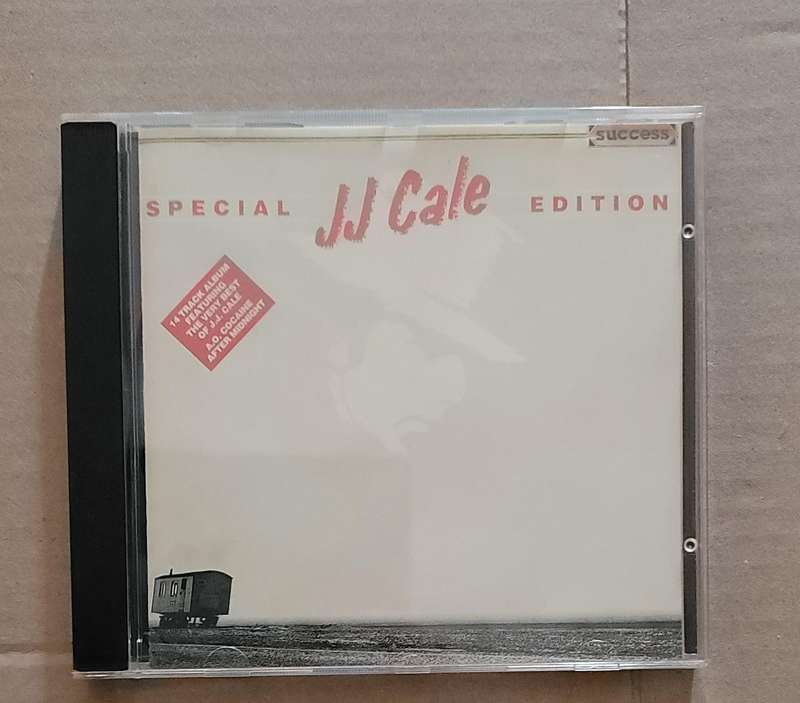 success
SPECIAL JJ Cale EDITION
14 TRACK ALBUM
FEATURING
THE VERY BEST
OF J.J. CALE
A.O. COCAINE
AFTER MIDNIGHT